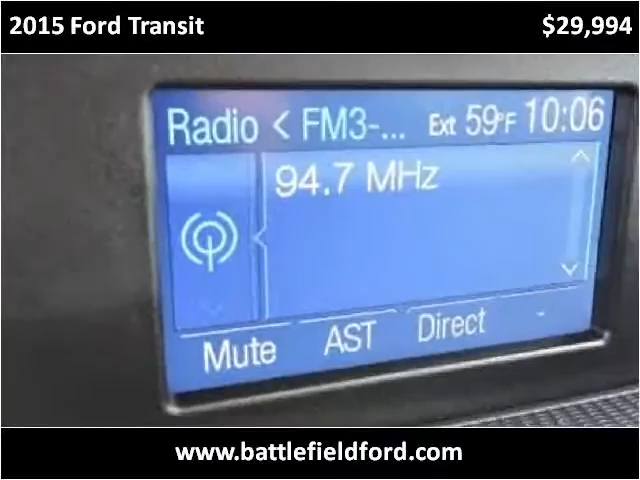 2015 Ford Transit $29,994
Radio < FM3-... Ext 59°F 10:06
94.7 MHz
Mute AST Direct -
www.battlefieldford.com